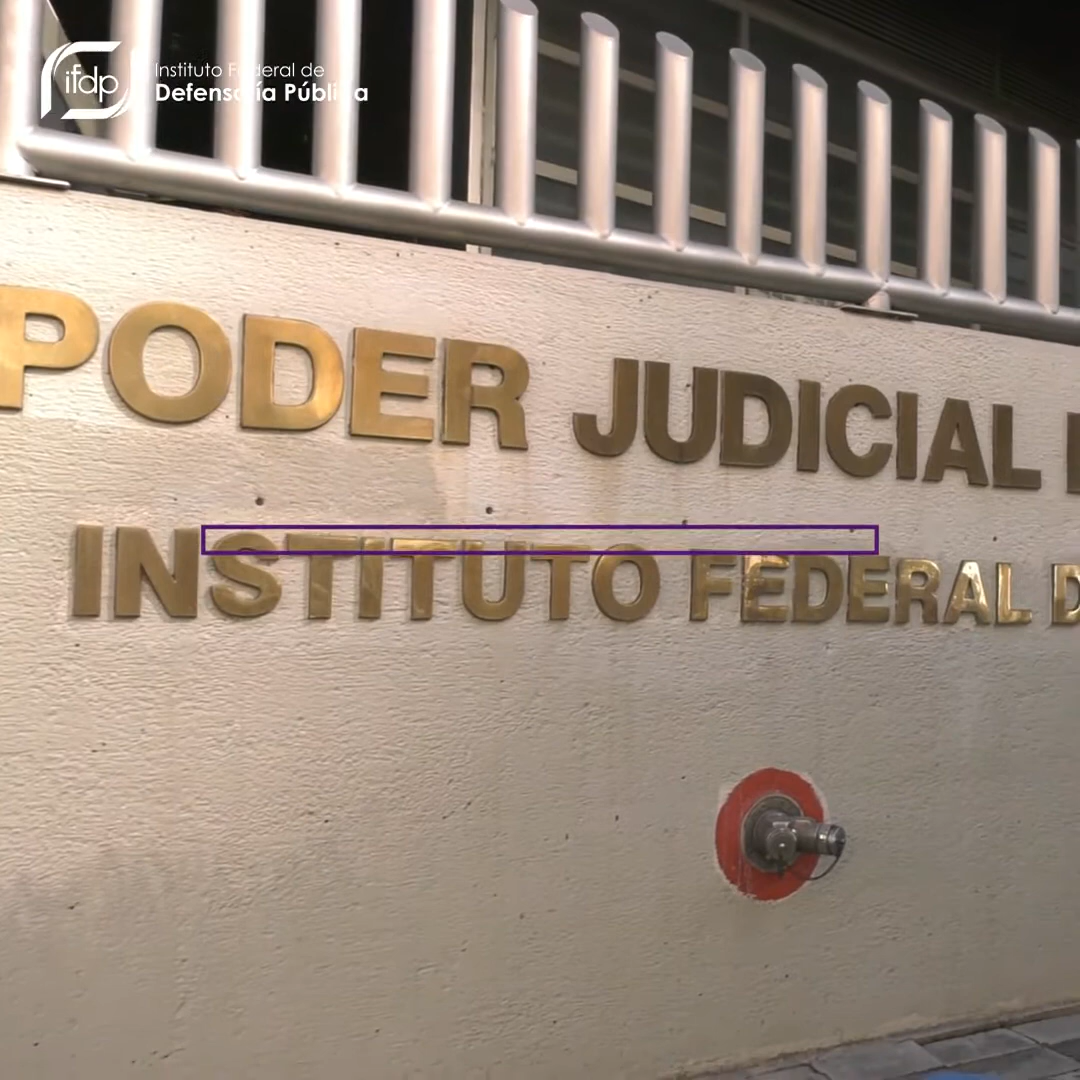 ifdp
Instituto Federal de
Defensoría Pública
PODER JUDICIAL
INSTITUTO FEDERAL D